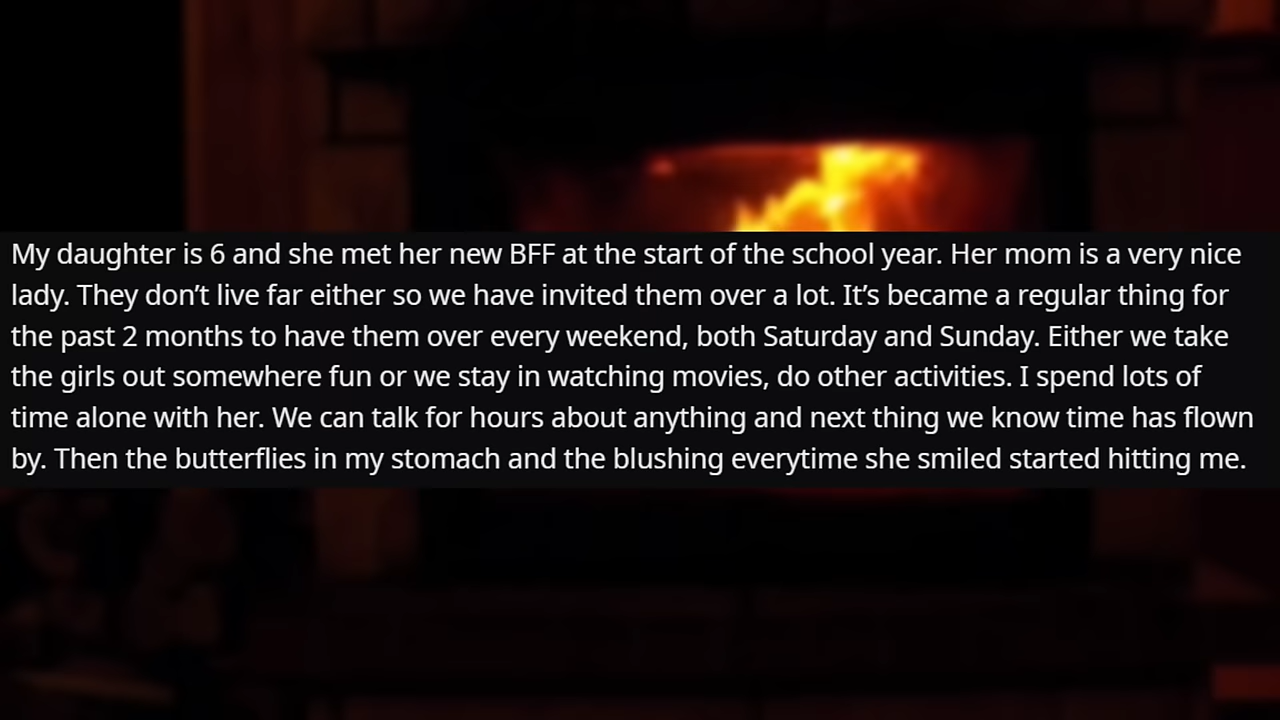 My daughter is 6 and she met her new BFF at the start of the school year. Her mom is a very nice
lady. They don’t live far either so we have invited them over a lot. It’s became a regular thing for
the past 2 months to have them over every weekend, both Saturday and Sunday. Either we take
the girls out somewhere fun or we stay in watching movies, do other activities. I spend lots of
time alone with her. We can talk for hours about anything and next thing we know time has flown
by. Then the butterflies in my stomach and the blushing everytime she smiled started hitting me.